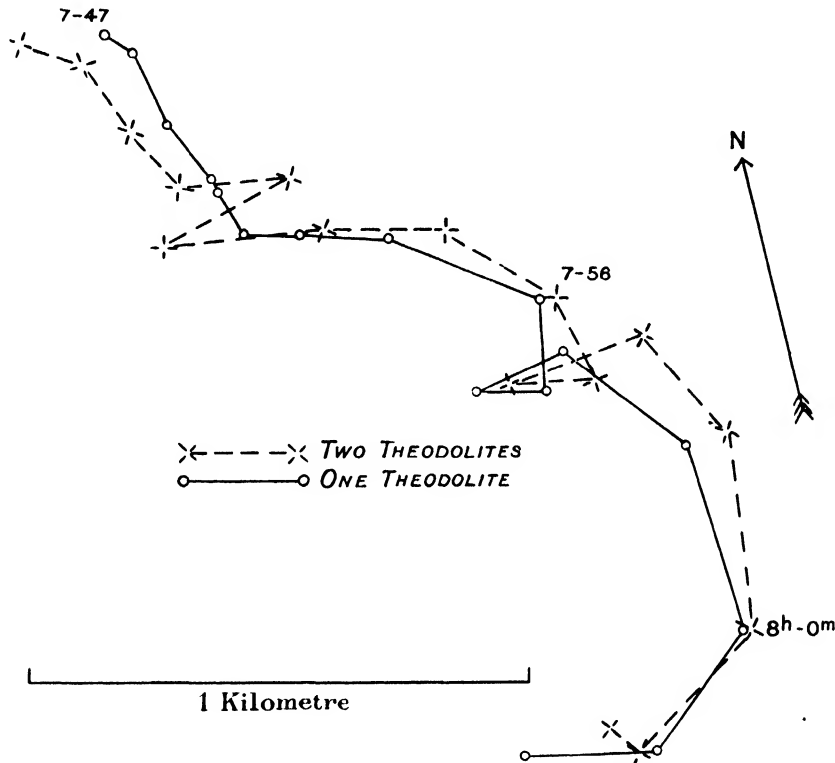 7-47
N
7-56
TWO THEODOLITES
ONE THEODOLITE
8h-0m
1 Kilometre